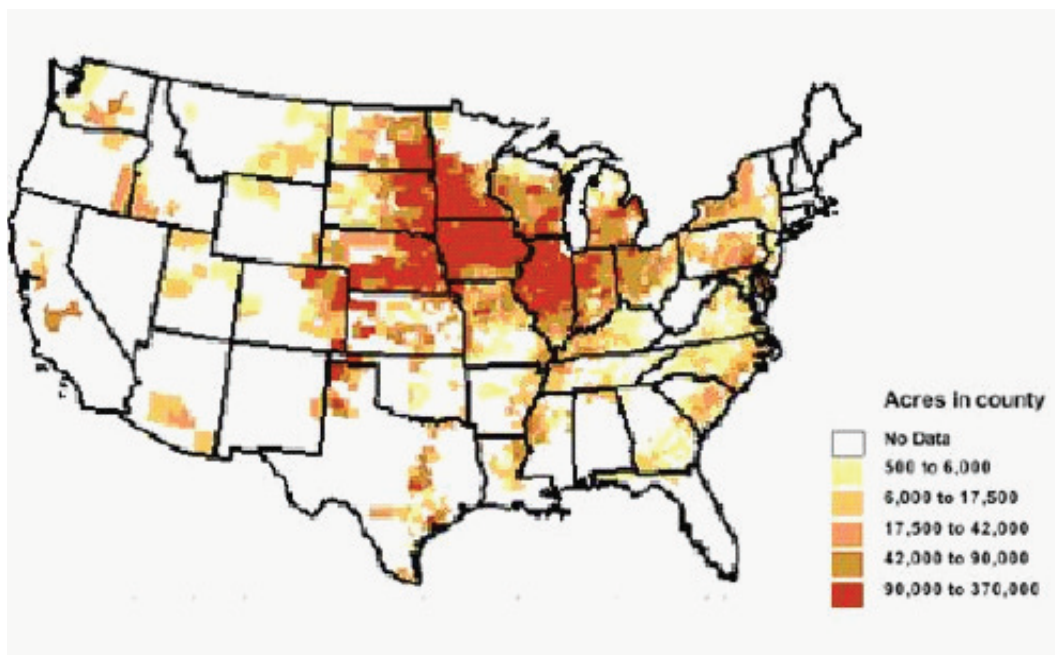 Acres in county
No Data
500 to 6,000
6,000 to 17,500
17,500 to 42,000
42,000 to 90,000
90,000 to 370,000